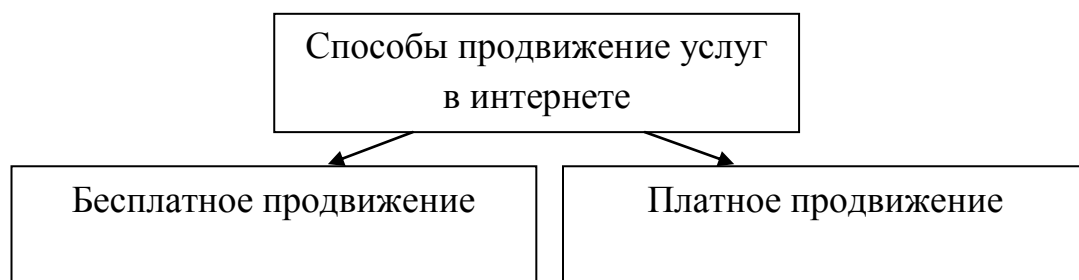 Способы продвижение услуг
в интернете
Бесплатное продвижение
Платное продвижение